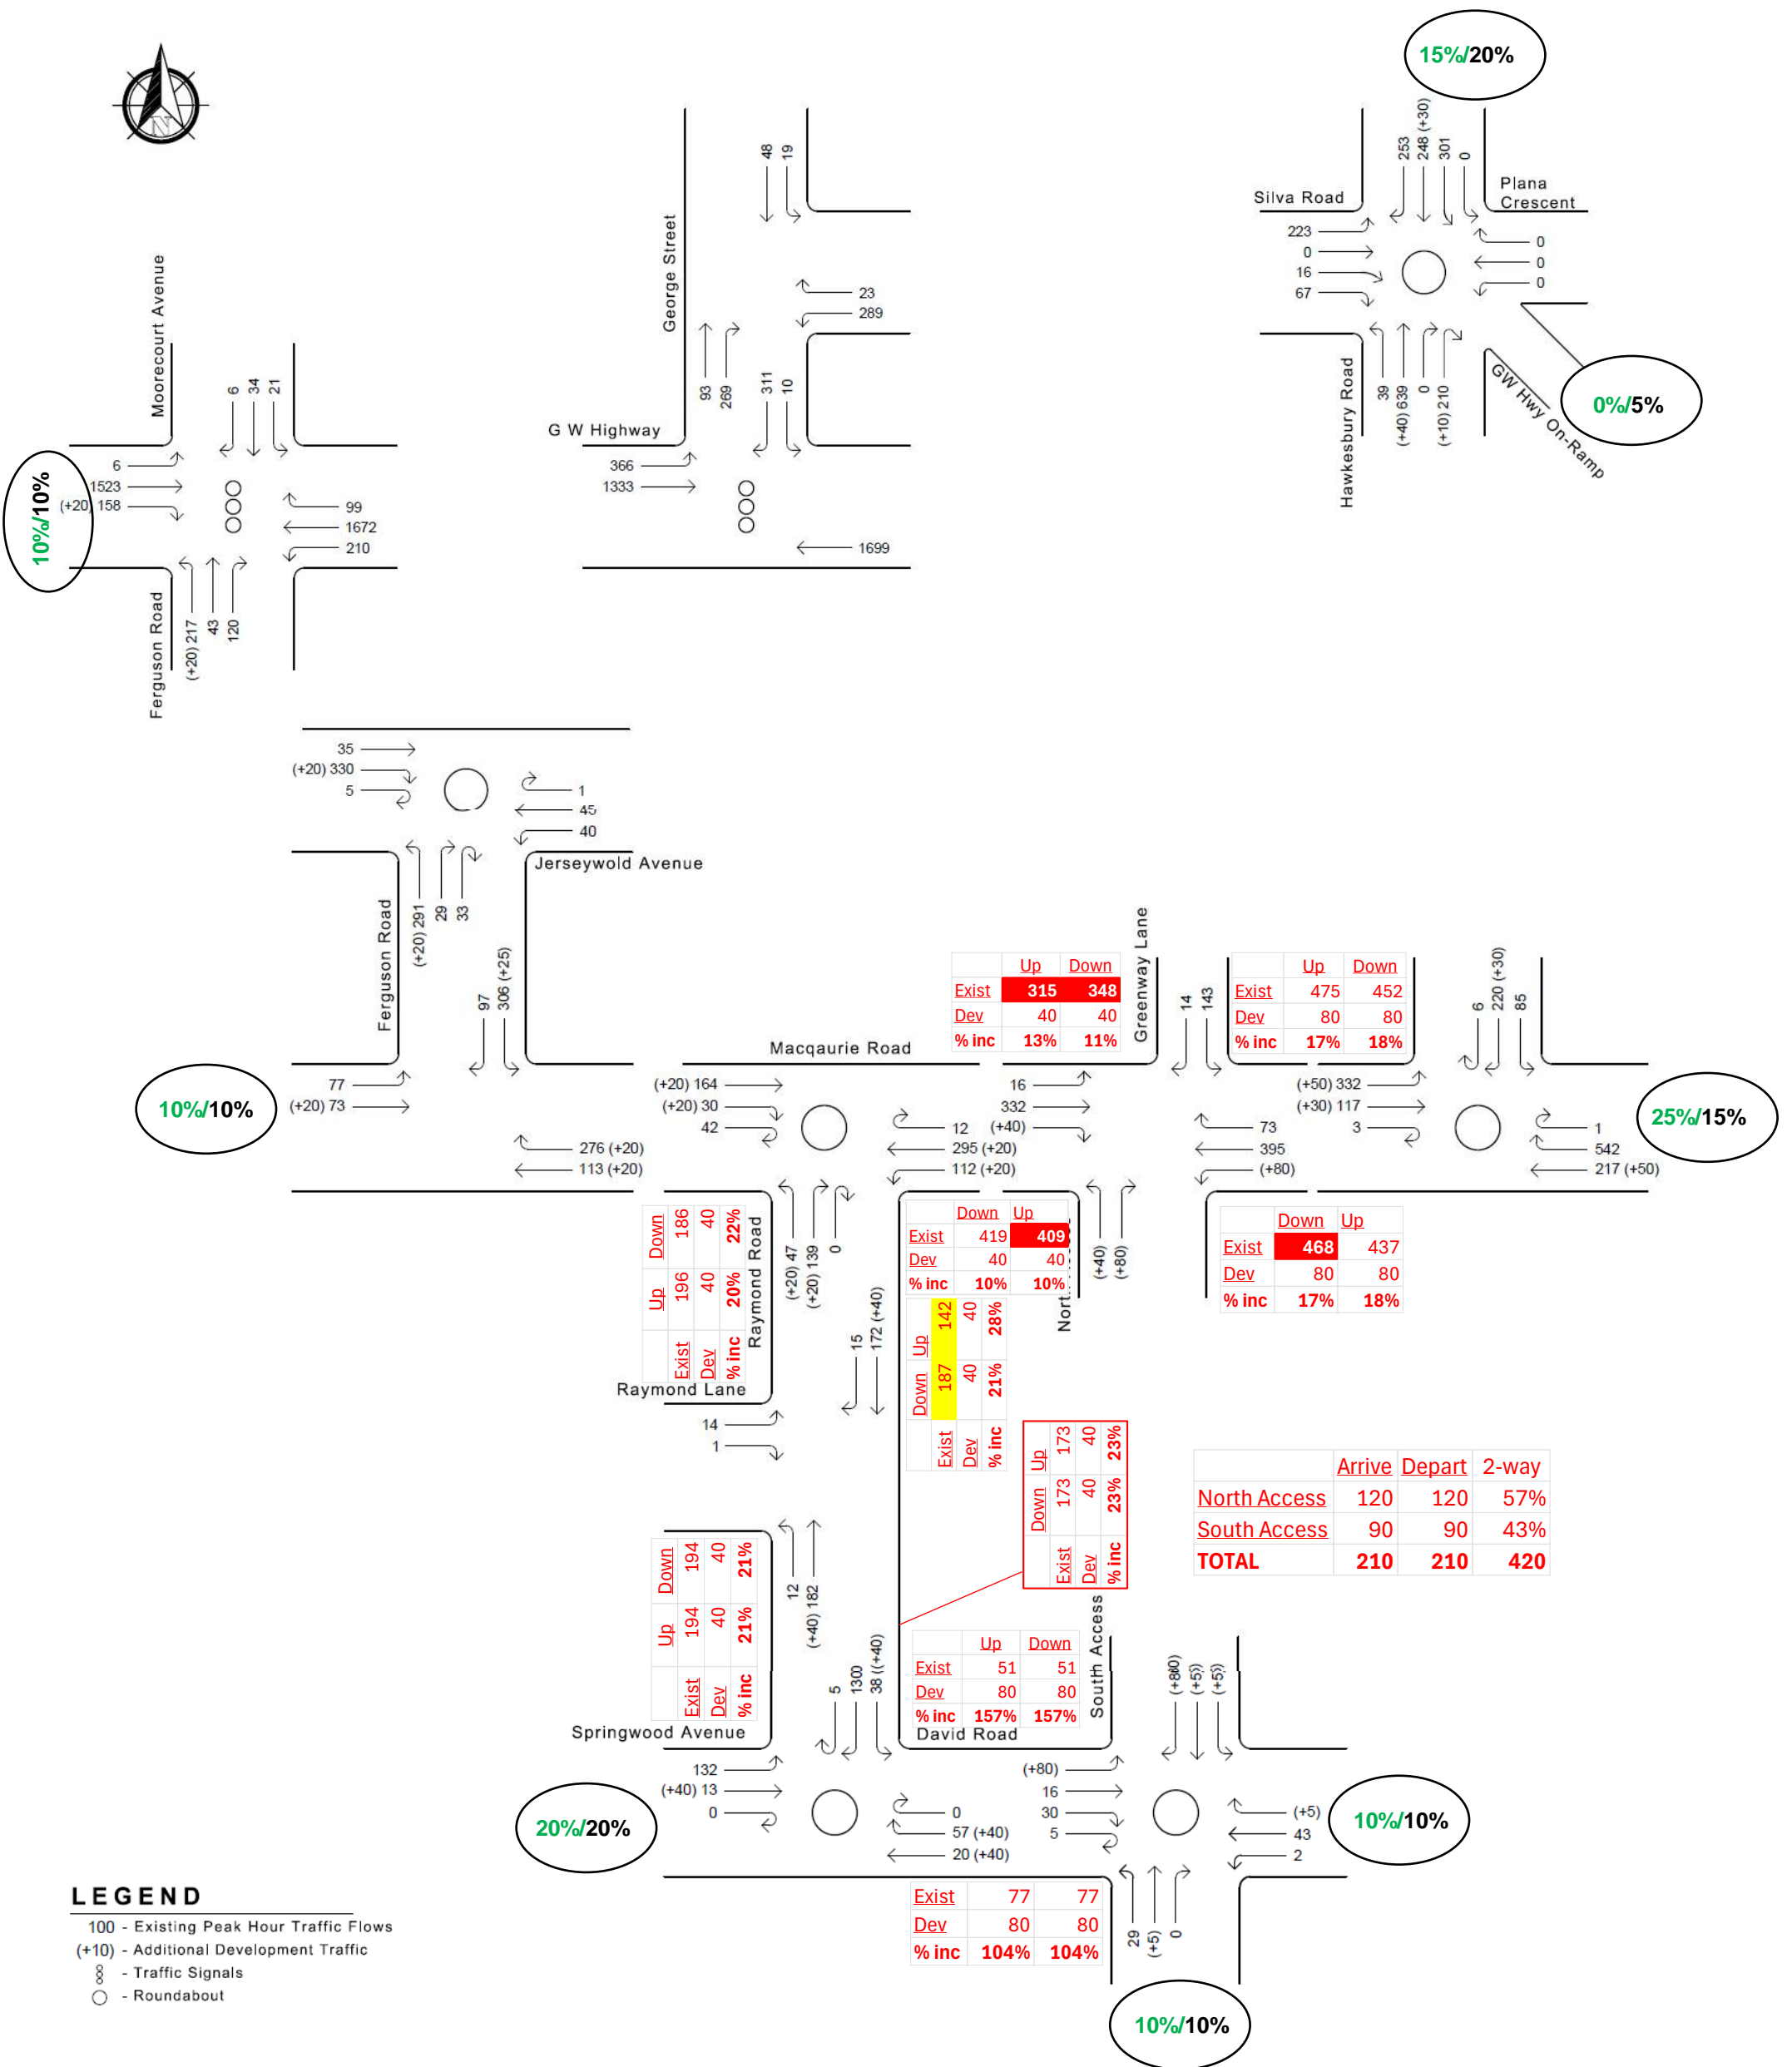 N
15%/20%
253
248 (+30)
301
0
Silva Road
Plana
Crescent
223
0
16
67
0
0
0
39
(+40) 639
0
(+10) 210
Hawkesbury Road
GW Hwy On-Ramp
0%/5%
George Street
48
19
23
289
93
269
311
10
G W Highway
366
1333
1699
Moorecourt Avenue
6
34
21
6
1523
(+20) 158
10%/10%
99
1672
210
Ferguson Road
(+20) 217
43
120
35
(+20) 330
5
1
45
40
Jerseywold Avenue
Ferguson Road
(+20) 291
29
33
97
306 (+25)
10%/10%
77
(+20) 73
276 (+20)
113 (+20)
Macqaurie Road
(+20) 164
(+20) 30
42
12
295 (+20)
112 (+20)
Up Down
Exist 315 348
Dev 40 40
% inc 13% 11%
Greenway Lane
14
143
16
332
(+40)
73
395
(+80)
Up Down
Exist 475 452
Dev 80 80
% inc 17% 18%
6
220 (+30)
85
(+50) 332
(+30) 117
3
1
542
217 (+50)
25%/15%
Up Down
Exist 196 186
Dev 40 40
% inc 20% 22%
Raymond Road
(+20) 47
(+20) 139
0
15
172 (+40)
Down Up
Exist 419 409
Dev 40 40
% inc 10% 10%
Down Up
Exist 187 142
Dev 40 40
% inc 21% 28%
(+40)
(+80)
Down Up
Exist 468 437
Dev 80 80
% inc 17% 18%
Raymond Lane
14
1
Down Up
Exist 173 173
Dev 40 40
% inc 23% 23%
Arrive Depart 2-way
North Access 120 120 57%
South Access 90 90 43%
TOTAL 210 210 420
Up Down
Exist 194 194
Dev 40 40
% inc 21% 21%
12
(+40) 182
5
38 ((+40)
Up Down
Exist 51 51
Dev 80 80
% inc 157% 157%
David Road
South Access
Springwood Avenue
132
(+40) 13
0
20%/20%
0
57 (+40)
20 (+40)
(+80)
16
30
5
(+5)
43
2
10%/10%
Exist 77 77
Dev 80 80
% inc 104% 104%
29
(+5)
0
10%/10%
LEGEND
100 - Existing Peak Hour Traffic Flows
(+10) - Additional Development Traffic
- Traffic Signals
- Roundabout